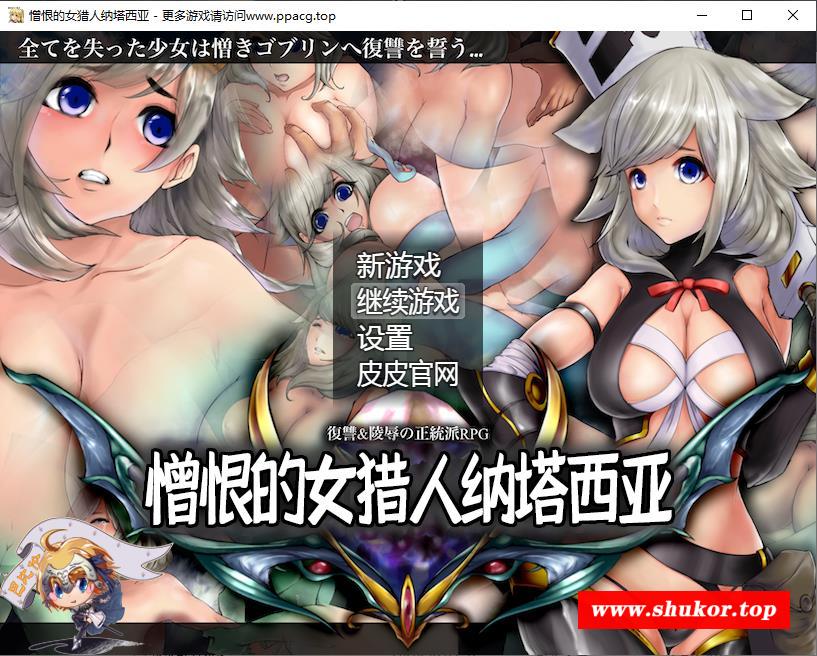 憎恨的女猎人纳塔西亚 - 更多游戏请访问www.ppacg.top
全てを失った少女は憎きゴブリンへ復讐を誓う...
新游戏
继续游戏
设置
皮皮官网
復讐&陵辱の正統派RPG
憎恨的女猎人纳塔西亚
www.shukor.top